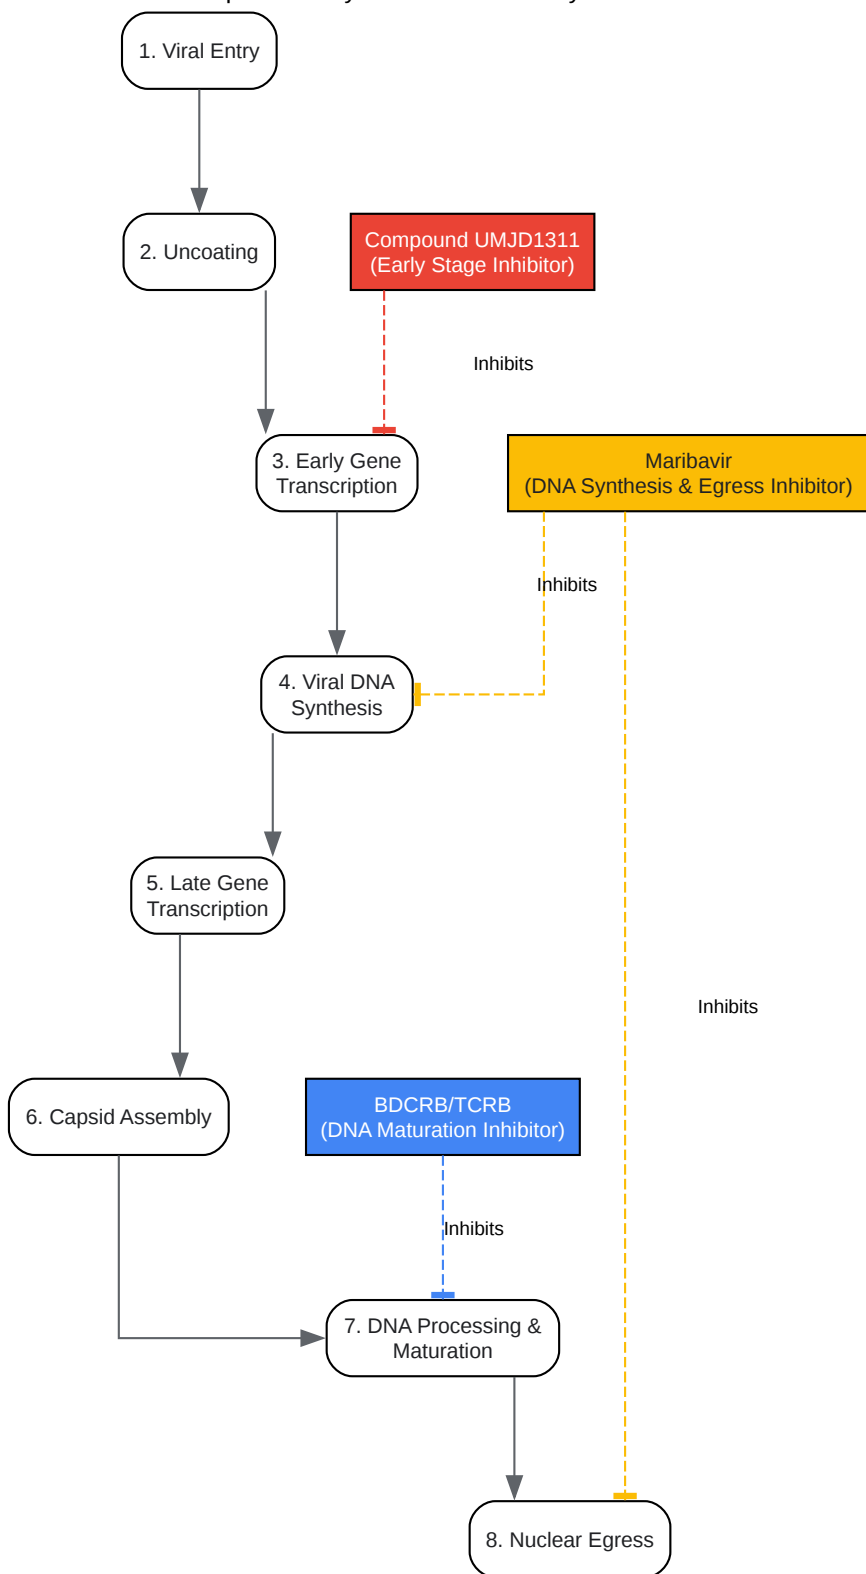 1. Viral Entry
2. Uncoating
Compound UMJD1311
(Early Stage Inhibitor)
Inhibits
3. Early Gene
Transcription
Maribavir
(DNA Synthesis & Egress Inhibitor)
Inhibits
4. Viral DNA
Synthesis
5. Late Gene
Transcription
Inhibits
6. Capsid Assembly
BDCRB/TCRB
(DNA Maturation Inhibitor)
Inhibits
7. DNA Processing &
Maturation
8. Nuclear Egress